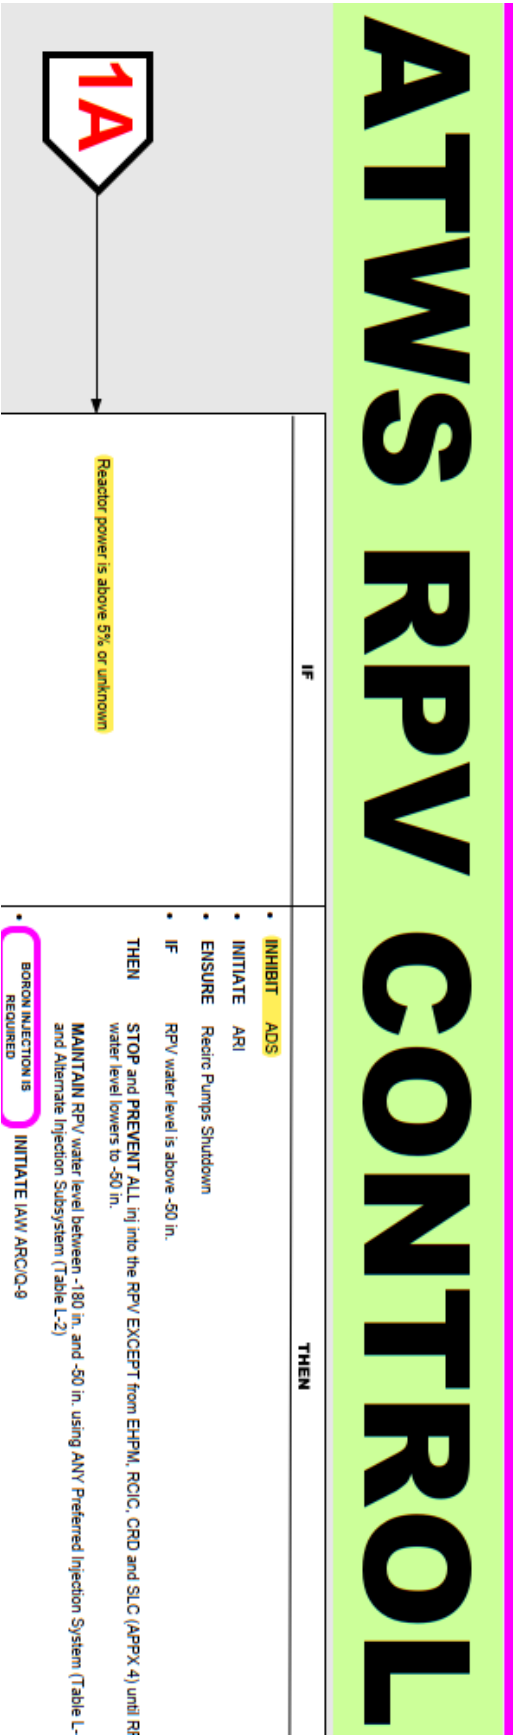 ATWS RPV CONTROL
1A
IF
THEN
Reactor power is above 5% or unknown
• INHIBIT ADS
• INITIATE ARI
• ENSURE Recirc Pumps Shutdown
• IF RPV water level is above -50 in.
THEN STOP and PREVENT ALL inj into the RPV EXCEPT from EHPM, RCIC, CRD and SLC (APPX 4) until
water level lowers to -50 in.
MAINTAIN RPV water level between -180 in. and -50 in. using ANY Preferred Injection System (Table L-
and Alternate Injection Subsystem (Table L-2)
• BORON INJECTION IS
REQUIRED
INITIATE IAW ARC/Q-9